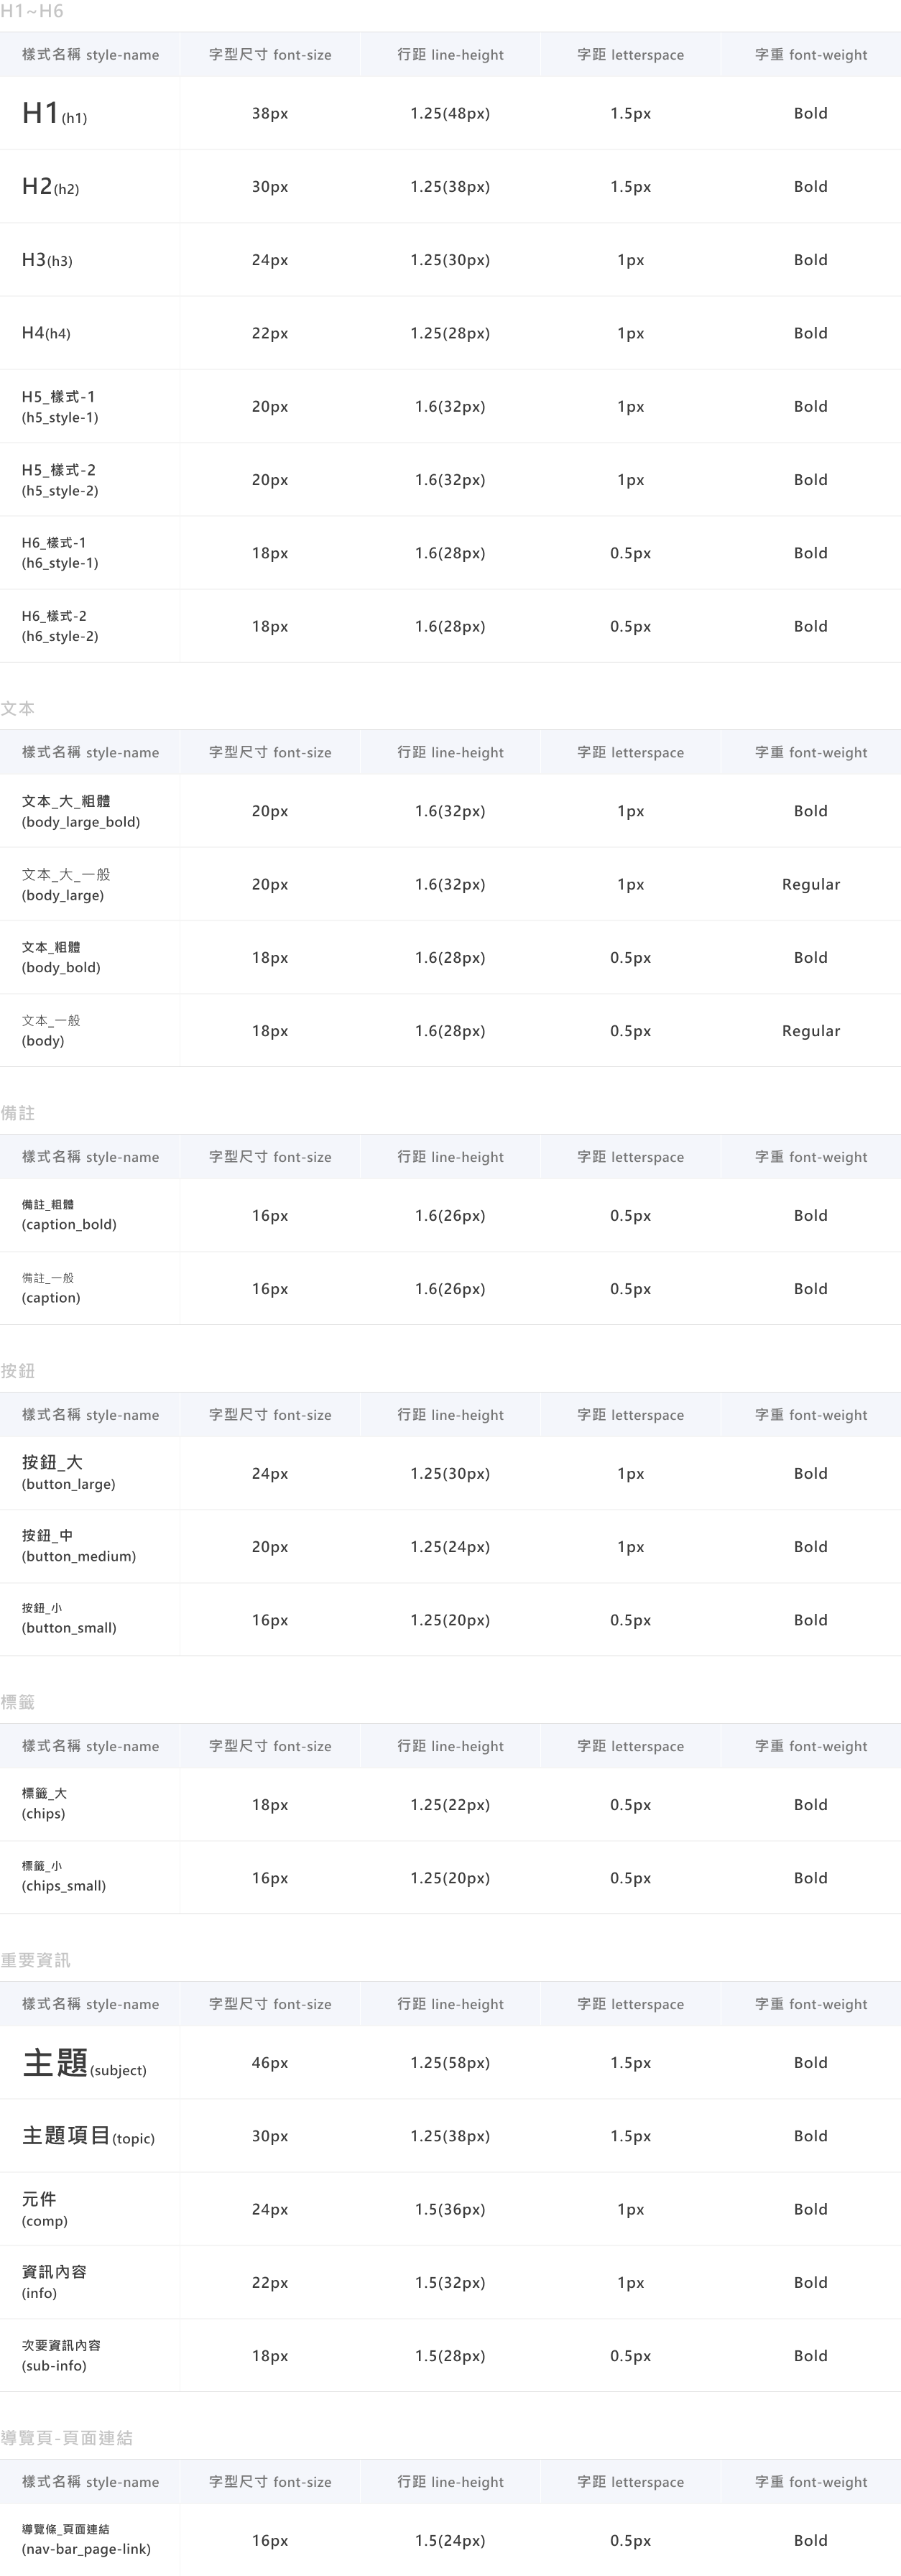 H1~H6
樣式名稱 style-name 字型尺寸 font-size 行距 line-height 字距 letterspace 字重 font-weight
H1(h1) 38px 1.25(48px) 1.5px Bold
H2(h2) 30px 1.25(38px) 1.5px Bold
H3(h3) 24px 1.25(30px) 1px Bold
H4(h4) 22px 1.25(28px) 1px Bold
H5_樣式-1
(h5_style-1) 20px 1.6(32px) 1px Bold
H5_樣式-2
(h5_style-2) 20px 1.6(32px) 1px Bold
H6_樣式-1
(h6_style-1) 18px 1.6(28px) 0.5px Bold
H6_樣式-2
(h6_style-2) 18px 1.6(28px) 0.5px Bold
文本
樣式名稱 style-name 字型尺寸 font-size 行距 line-height 字距 letterspace 字重 font-weight
文本_大_粗體
(body_large_bold) 20px 1.6(32px) 1px Bold
文本_大_一般
(body_large) 20px 1.6(32px) 1px Regular
文本_粗體
(body_bold) 18px 1.6(28px) 0.5px Bold
文本_一般
(body) 18px 1.6(28px) 0.5px Regular
備註
樣式名稱 style-name 字型尺寸 font-size 行距 line-height 字距 letterspace 字重 font-weight
備註_粗體
(caption_bold) 16px 1.6(26px) 0.5px Bold
備註_一般
(caption) 16px 1.6(26px) 0.5px Bold
按鈕
樣式名稱 style-name 字型尺寸 font-size 行距 line-height 字距 letterspace 字重 font-weight
按鈕_大
(button_large) 24px 1.25(30px) 1px Bold
按鈕_中
(button_medium) 20px 1.25(24px) 1px Bold
按鈕_小
(button_small) 16px 1.25(20px) 0.5px Bold
標籤
樣式名稱 style-name 字型尺寸 font-size 行距 line-height 字距 letterspace 字重 font-weight
標籤_大
(chips) 18px 1.25(22px) 0.5px Bold
標籤_小
(chips_small) 16px 1.25(20px) 0.5px Bold
重要資訊
樣式名稱 style-name 字型尺寸 font-size 行距 line-height 字距 letterspace 字重 font-weight
主題(subject) 46px 1.25(58px) 1.5px Bold
主題項目(topic) 30px 1.25(38px) 1.5px Bold
元件
(comp) 24px 1.5(36px) 1px Bold
資訊內容
(info) 22px 1.5(32px) 1px Bold
次要資訊內容
(sub-info) 18px 1.5(28px) 0.5px Bold
導覽頁-頁面連結
樣式名稱 style-name 字型尺寸 font-size 行距 line-height 字距 letterspace 字重 font-weight
導覽條_頁面連結
(nav-bar_page-link) 16px 1.5(24px) 0.5px Bold